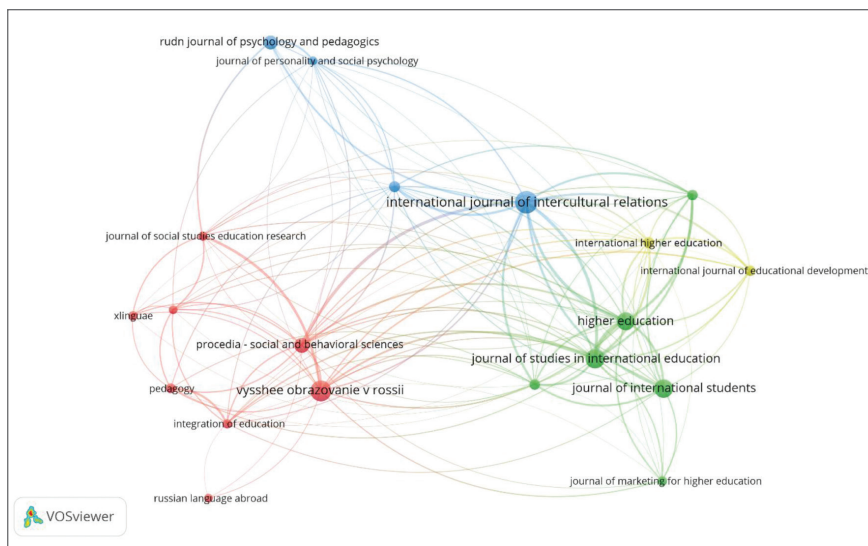 rudn journal of psychology and pedagogics
journal of personality and social psychology
international journal of intercultural relations
journal of social studies education research
international higher education
international journal of educational development
xlinguae
higher education
procedia - social and behavioral sciences
journal of studies in international education
pedagogy
vysshee obrazovanie v rossii
journal of international students
integration of education
journal of marketing for higher education
russian language abroad
VOSviewer